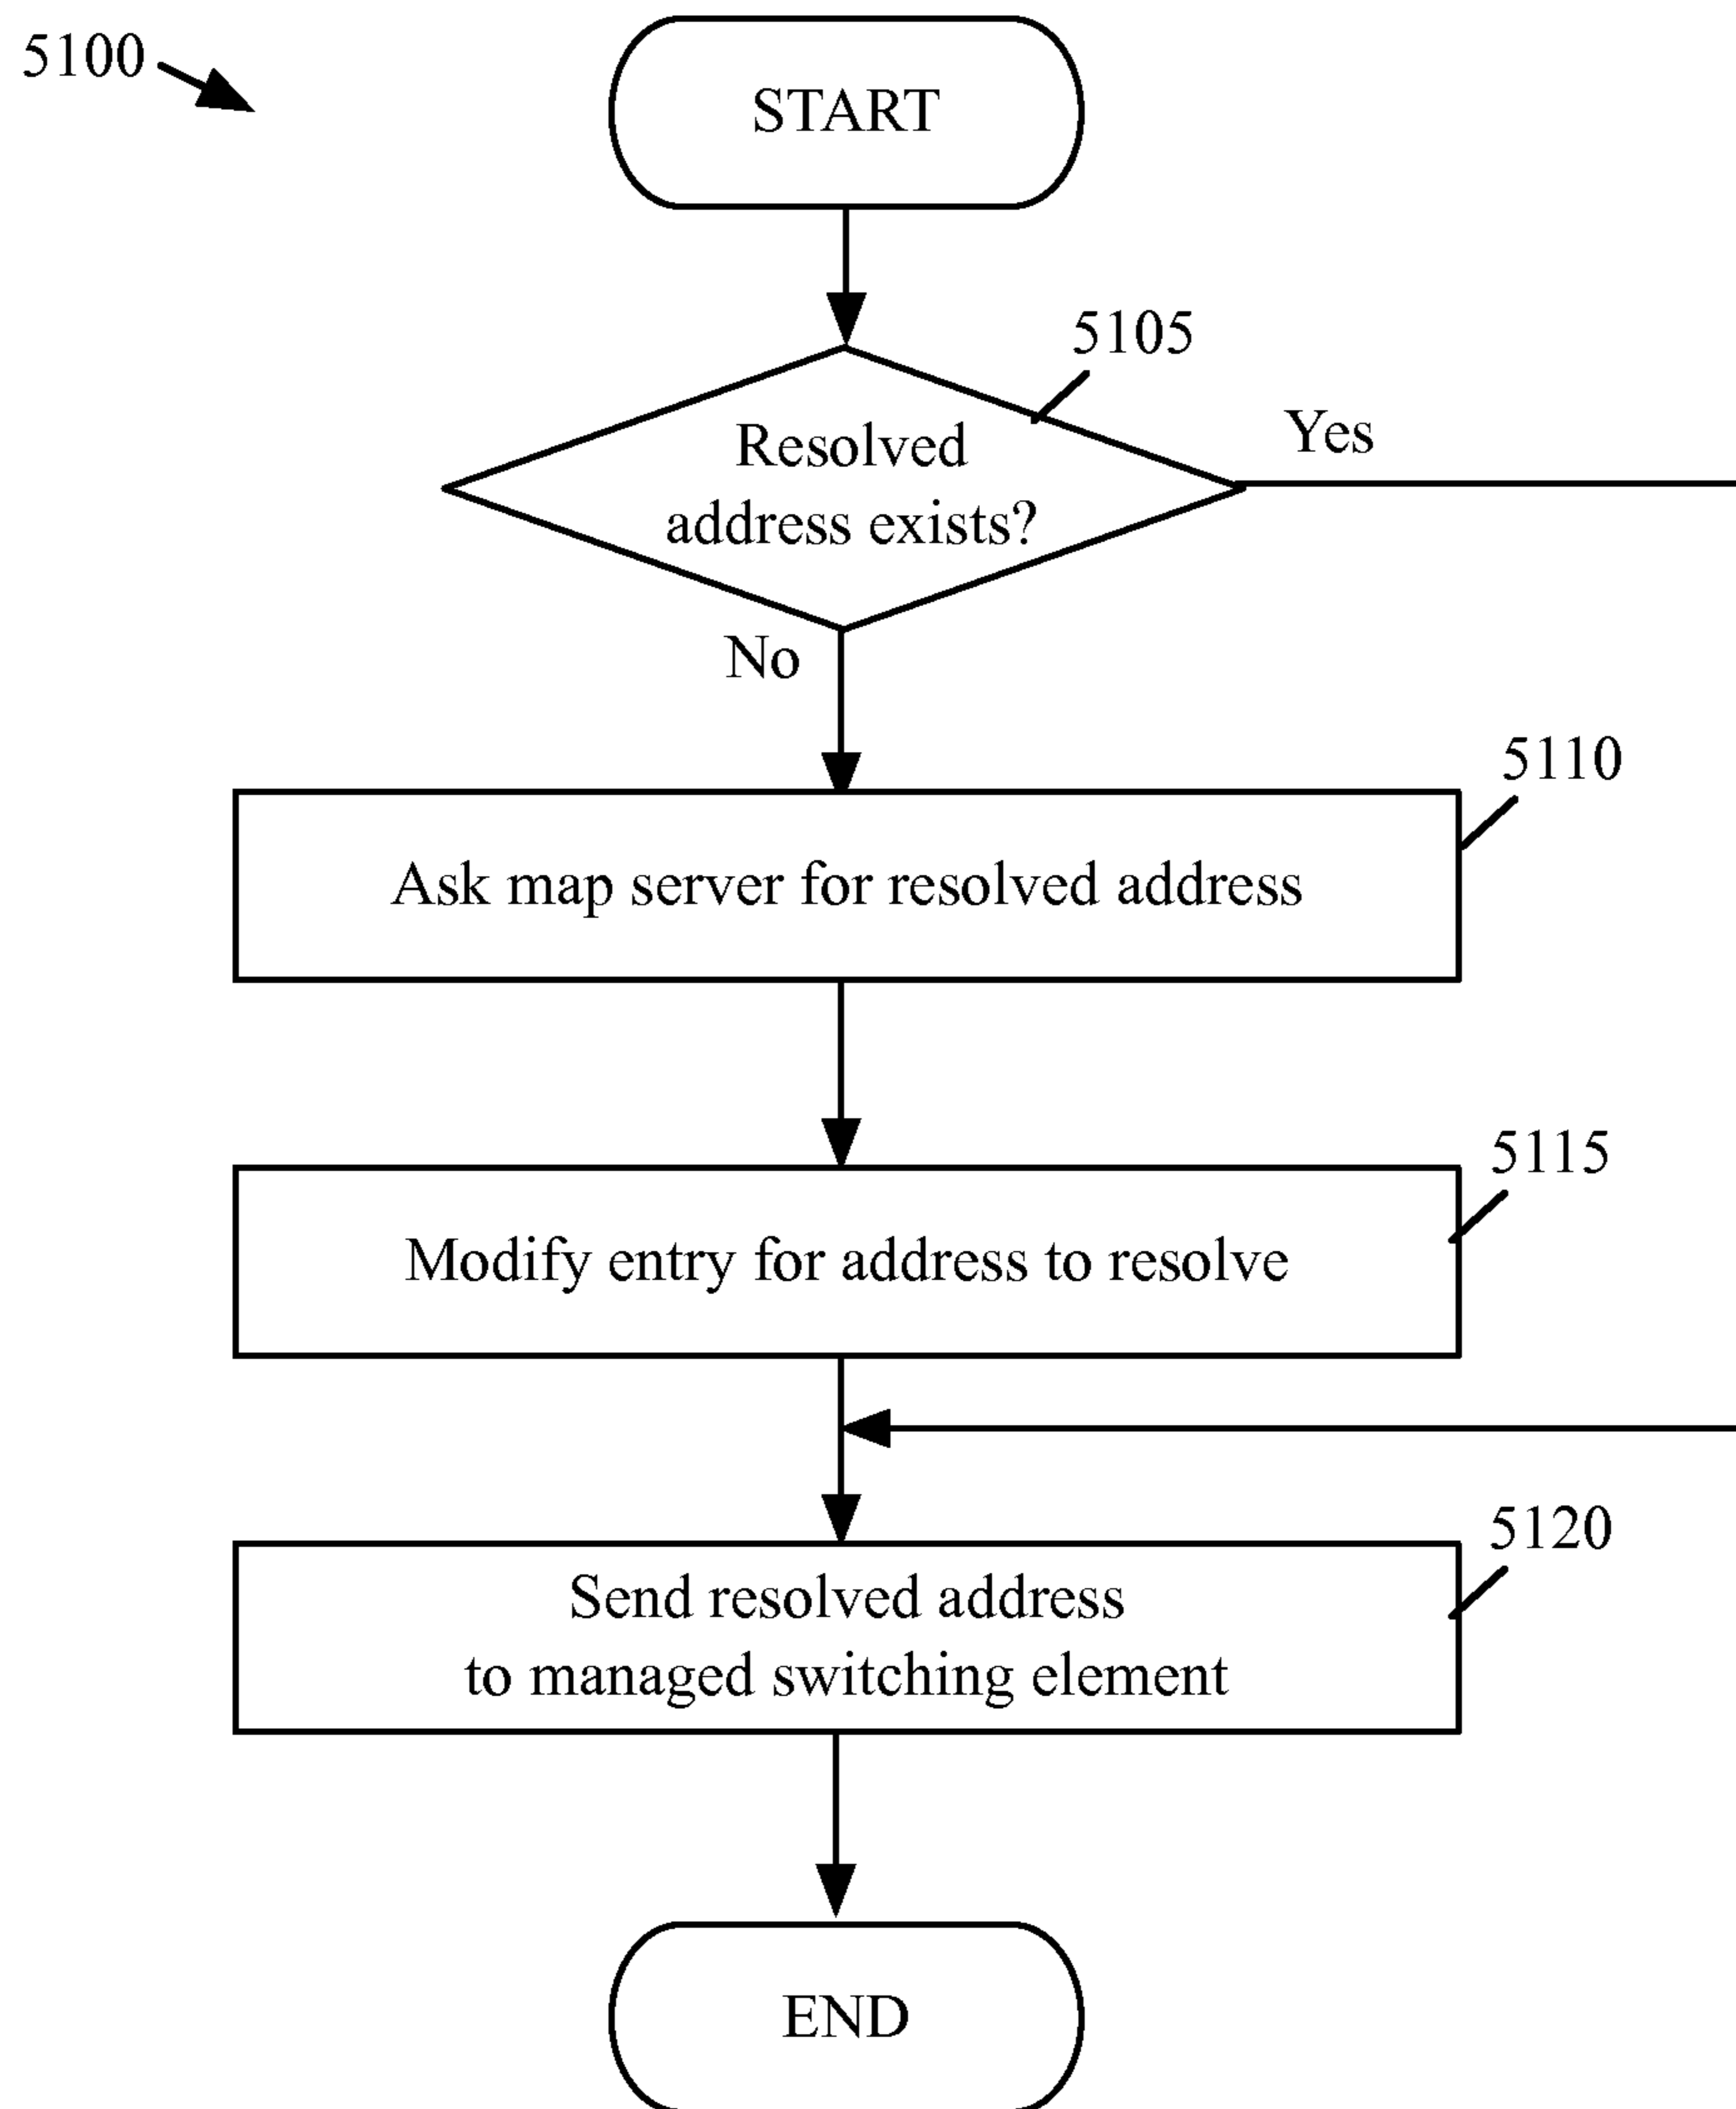 5100
START
5105
Resolved
address exists?
Yes
No
5110
Ask map server for resolved address
5115
Modify entry for address to resolve
5120
Send resolved address
to managed switching element
END